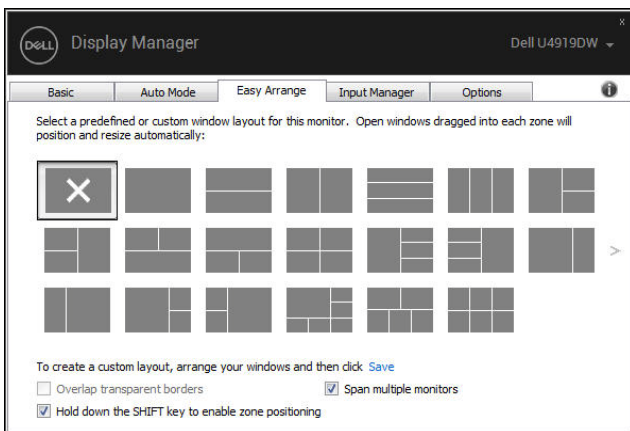 x
DELL Display Manager Dell U4919DW
Basic Auto Mode Easy Arrange Input Manager Options i
Select a predefined or custom window layout for this monitor. Open windows dragged into each zone will
position and resize automatically:
>
To create a custom layout, arrange your windows and then click Save
Overlap transparent borders Span multiple monitors
Hold down the SHIFT key to enable zone positioning